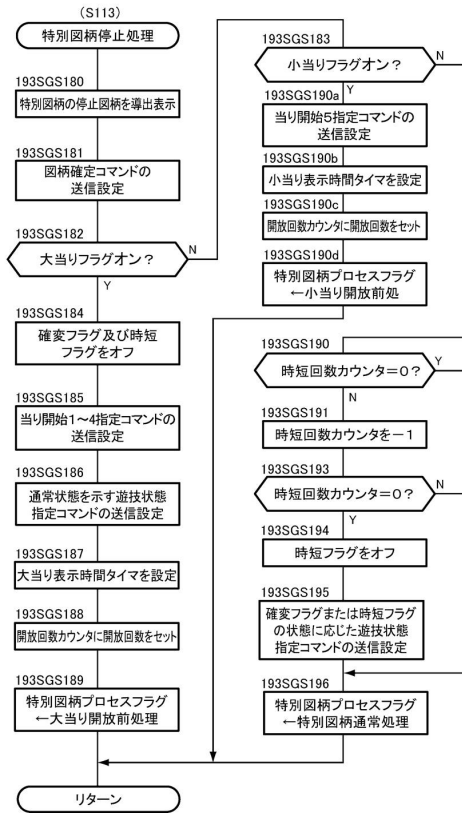 (S113)
特別図柄停止処理
193SGS180
特別図柄の停止図柄を導出表示
193SGS181
図柄確定コマンドの
送信設定
193SGS182
大当りフラグオン？
N
Y
193SGS184
確変フラグ及び時短
フラグをオフ
193SGS185
当り開始1～4指定コマンドの
送信設定
193SGS186
通常状態を示す遊技状態
指定コマンドの送信設定
193SGS187
大当り表示時間タイマを設定
193SGS188
開放回数カウンタに開放回数をセット
193SGS189
特別図柄プロセスフラグ
←大当り開放前処理
リターン
193SGS183
小当りフラグオン？
N
Y
193SGS190a
当り開始5指定コマンドの
送信設定
193SGS190b
小当り表示時間タイマを設定
193SGS190c
開放回数カウンタに開放回数をセット
193SGS190d
特別図柄プロセスフラグ
←小当り開放前処
193SGS190
時短回数カウンタ＝0？
Y
N
193SGS191
時短回数カウンタを－1
193SGS193
時短回数カウンタ＝0？
N
Y
193SGS194
時短フラグをオフ
193SGS195
確変フラグまたは時短フラグ
の状態に応じた遊技状態
指定コマンドの送信設定
193SGS196
特別図柄プロセスフラグ
←特別図柄通常処理